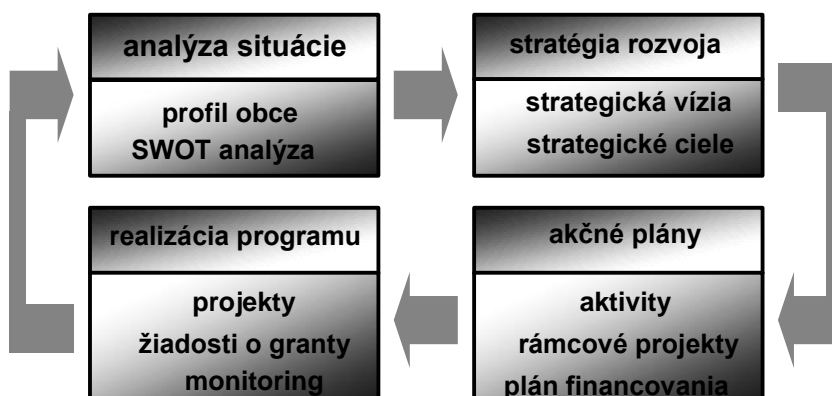 analýza situácie
profil obce
SWOT analýza
stratégia rozvoja
strategická vízia
strategické ciele
realizácia programu
projekty
žiadosti o granty
monitoring
akčné plány
aktivity
rámcové projekty
plán financovania